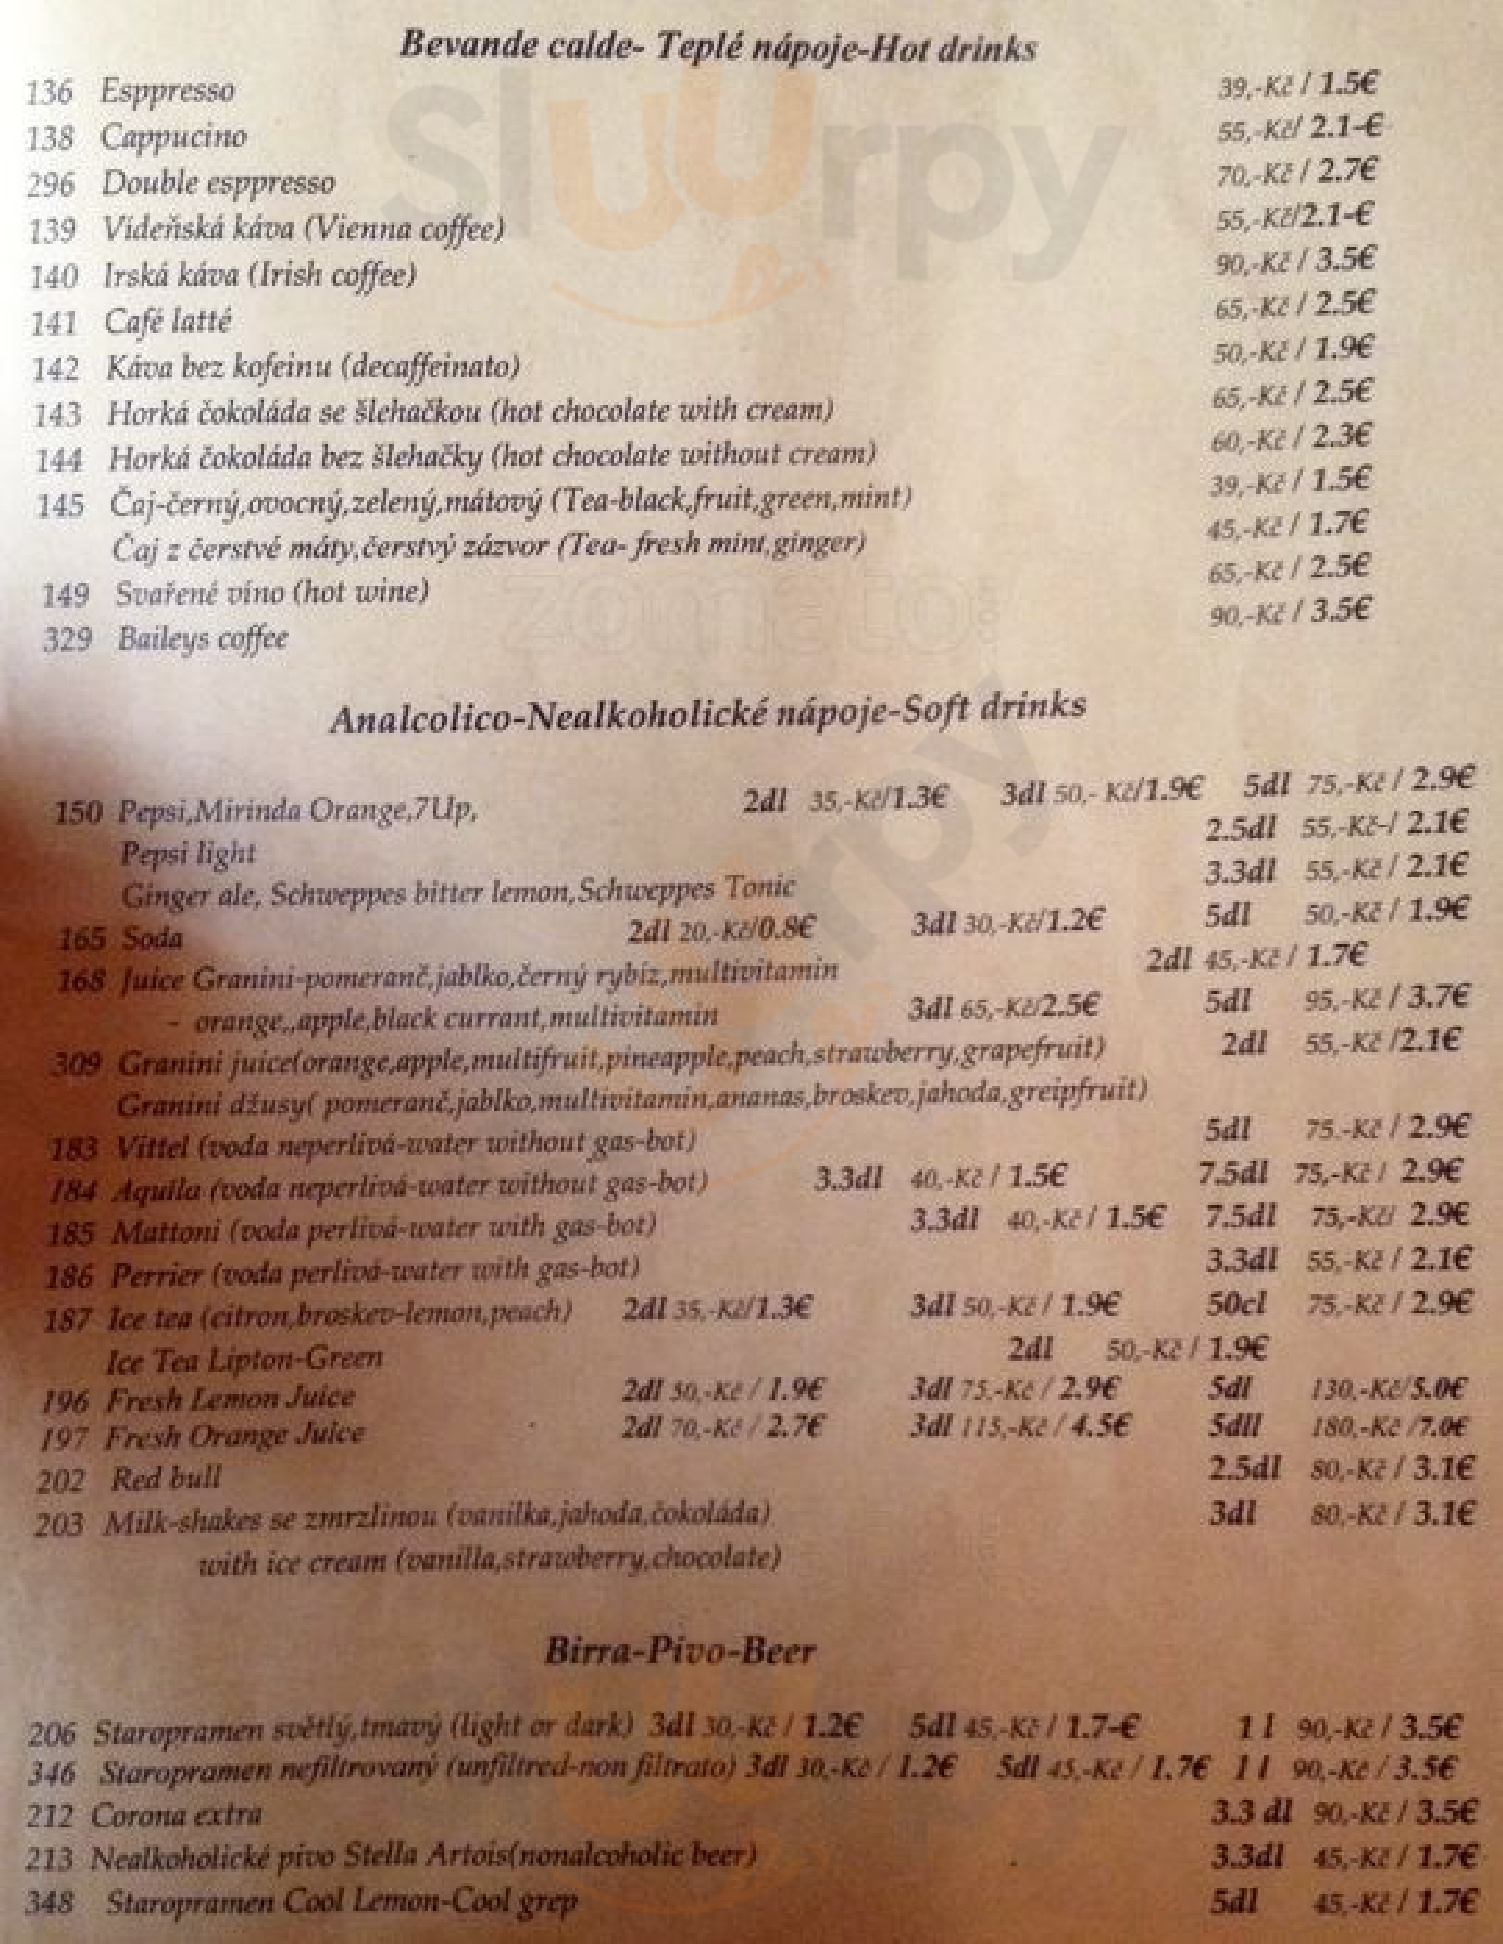 Bevande calde- Teplé nápoje-Hot drinks
136 Esppresso 39,-Kč / 1.5€
138 Cappucino 55,-Kč/ 2.1-€
296 Double esppresso 70,-Kč / 2.7€
139 Vídeňská káva (Vienna coffee) 55,-Kč/2.1-€
140 Irská káva (Irish coffee) 90,-Kč / 3.5€
141 Café latté 65,-Kč / 2.5€
142 Káva bez kofeinu (decaffeinato) 50,-Kč / 1.9€
143 Horká čokoláda se šlehačkou (hot chocolate with cream) 65,-Kč / 2.5€
144 Horká čokoláda bez šlehačky (hot chocolate without cream) 60,-Kč / 2.3€
145 Čaj-černý,ovocný,zelený,mátový (Tea-black,fruit,green,mint) 39,-Kč / 1.5€
Čaj z čerstvé máty,čerstvý zázvor (Tea- fresh mint,ginger) 45,-Kč / 1.7€
149 Svařené víno (hot wine) 65,-Kč / 2.5€
329 Baileys coffee 90,-Kč / 3.5€
Analcolico-Nealkoholické nápoje-Soft drinks
150 Pepsi,Mirinda Orange,7Up, 2dl 35,-Kč/1.3€ 3dl 50,- Kč/1.9€ 5dl 75,-Kč / 2.9€
Pepsi light 2.5dl 55,-Kč-/ 2.1€
Ginger ale, Schweppes bitter lemon,Schweppes Tonic 3.3dl 55,-Kč / 2.1€
165 Soda 2dl 20,-Kč/0.8€ 3dl 30,-Kč/1.2€ 5dl 50,-Kč / 1.9€
168 Juice Granini-pomeranč,jablko,černý rybíz,multivitamin 2dl 45,-Kč / 1.7€
- orange,,apple,black currant,multivitamin 3dl 65,-Kč/2.5€ 5dl 95,-Kč / 3.7€
309 Granini juice(orange,apple,multifruit,pineapple,peach,strawberry,grapefruit) 2dl 55,-Kč /2.1€
Granini džusy( pomeranč,jablko,multivitamin,ananas,broskev,jahoda,greipfruit)
183 Vittel (voda neperlivá-water without gas-bot) 5dl 75.-Kč / 2.9€
184 Aquila (voda neperlivá-water without gas-bot) 3.3dl 40,-Kč / 1.5€ 7.5dl 75,-Kč / 2.9€
185 Mattoni (voda perlivá-water with gas-bot) 3.3dl 40,-Kč / 1.5€ 7.5dl 75,-Kč/ 2.9€
186 Perrier (voda perlivá-water with gas-bot) 3.3dl 55,-Kč / 2.1€
187 Ice tea (citron,broskev-lemon,peach) 2dl 35,-Kč/1.3€ 3dl 50,-Kč / 1.9€ 50cl 75,-Kč / 2.9€
Ice Tea Lipton-Green 2dl 50,-Kč / 1.9€
196 Fresh Lemon Juice 2dl 50,-Kč / 1.9€ 3dl 75,-Kč / 2.9€ 5dl 130,-Kč/5.0€
197 Fresh Orange Juice 2dl 70,-Kč / 2.7€ 3dl 115,-Kč / 4.5€ 5dll 180,-Kč /7.0€
202 Red bull 2.5dl 80,-Kč / 3.1€
203 Milk-shakes se zmrzlinou (vanilka,jahoda,čokoláda) 3dl 80,-Kč / 3.1€
with ice cream (vanilla,strawberry,chocolate)
Birra-Pivo-Beer
206 Staropramen světlý,tmavý (light or dark) 3dl 30,-Kč / 1.2€ 5dl 45,-Kč / 1.7-€ 1 l 90,-Kč / 3.5€
346 Staropramen nefiltrovaný (unfiltred-non filtrato) 3dl 30,-Kč / 1.2€ 5dl 45,-Kč / 1.7€ 1 l 90,-Kč / 3.5€
212 Corona extra 3.3 dl 90,-Kč / 3.5€
213 Nealkoholické pivo Stella Artois(nonalcoholic beer) 3.3dl 45,-Kč / 1.7€
348 Staropramen Cool Lemon-Cool grep 5dl 45,-Kč / 1.7€
Sluurpy
zomato